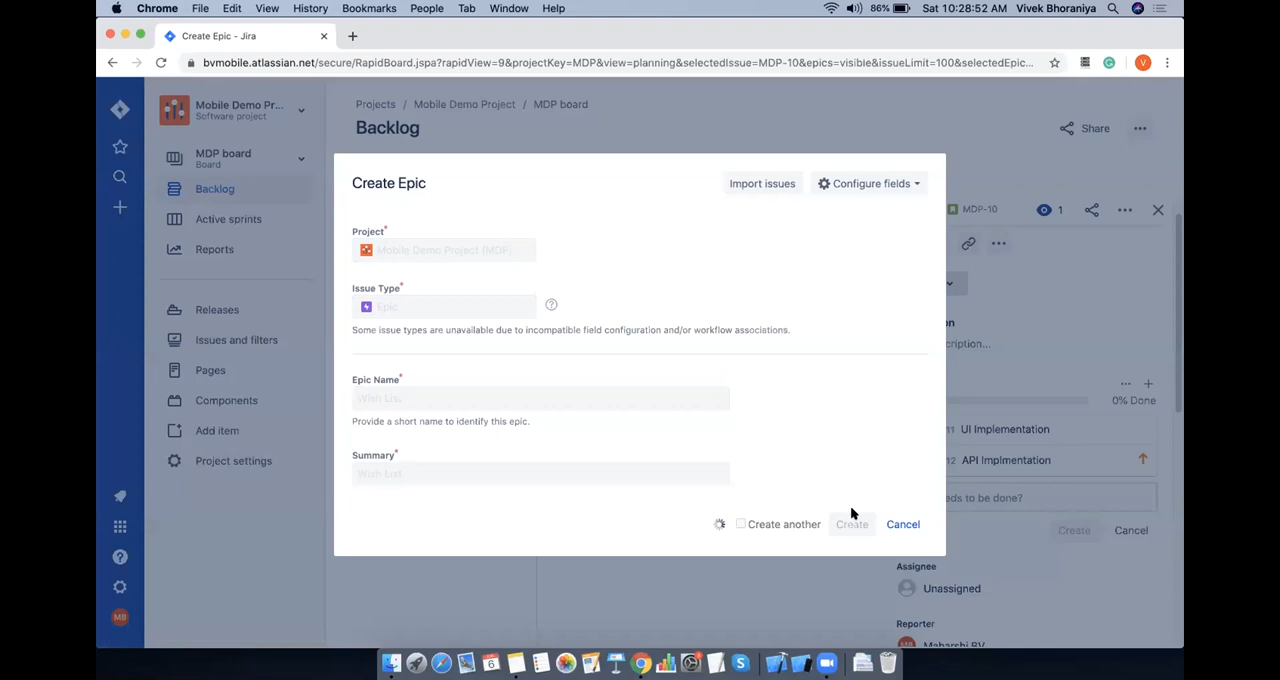 Chrome File Edit View History Bookmarks People Tab Window Help 86% Sat 10:28:52 AM Vivek Bhoraniya
Create Epic - Jira
bvmobile.atlassian.net/secure/RapidBoard.jspa?rapidView=9&projectKey=MDP&view=planning&selectedIssue=MDP-10&epics=visible&issueLimit=100&selectedEpic... V
Mobile Demo Pr...
Software project
MDP board
Board
Backlog
Active sprints
Reports
Releases
Issues and filters
Pages
Components
Add item
Project settings
MB
Projects / Mobile Demo Project / MDP board
Backlog
Share
Create Epic
Import issues
Configure fields
Project*
Mobile Demo Project (MDP)
Issue Type*
Epic
Some issue types are unavailable due to incompatible field configuration and/or workflow associations.
Epic Name*
Wish List
Provide a short name to identify this epic.
Summary*
Wish List
Create another
Create
Cancel
MDP-10
1
on
cription...
0% Done
11 UI Implementation
12 API Implmentation
eds to be done?
Create
Cancel
Assignee
Unassigned
Reporter
Maharshi BV